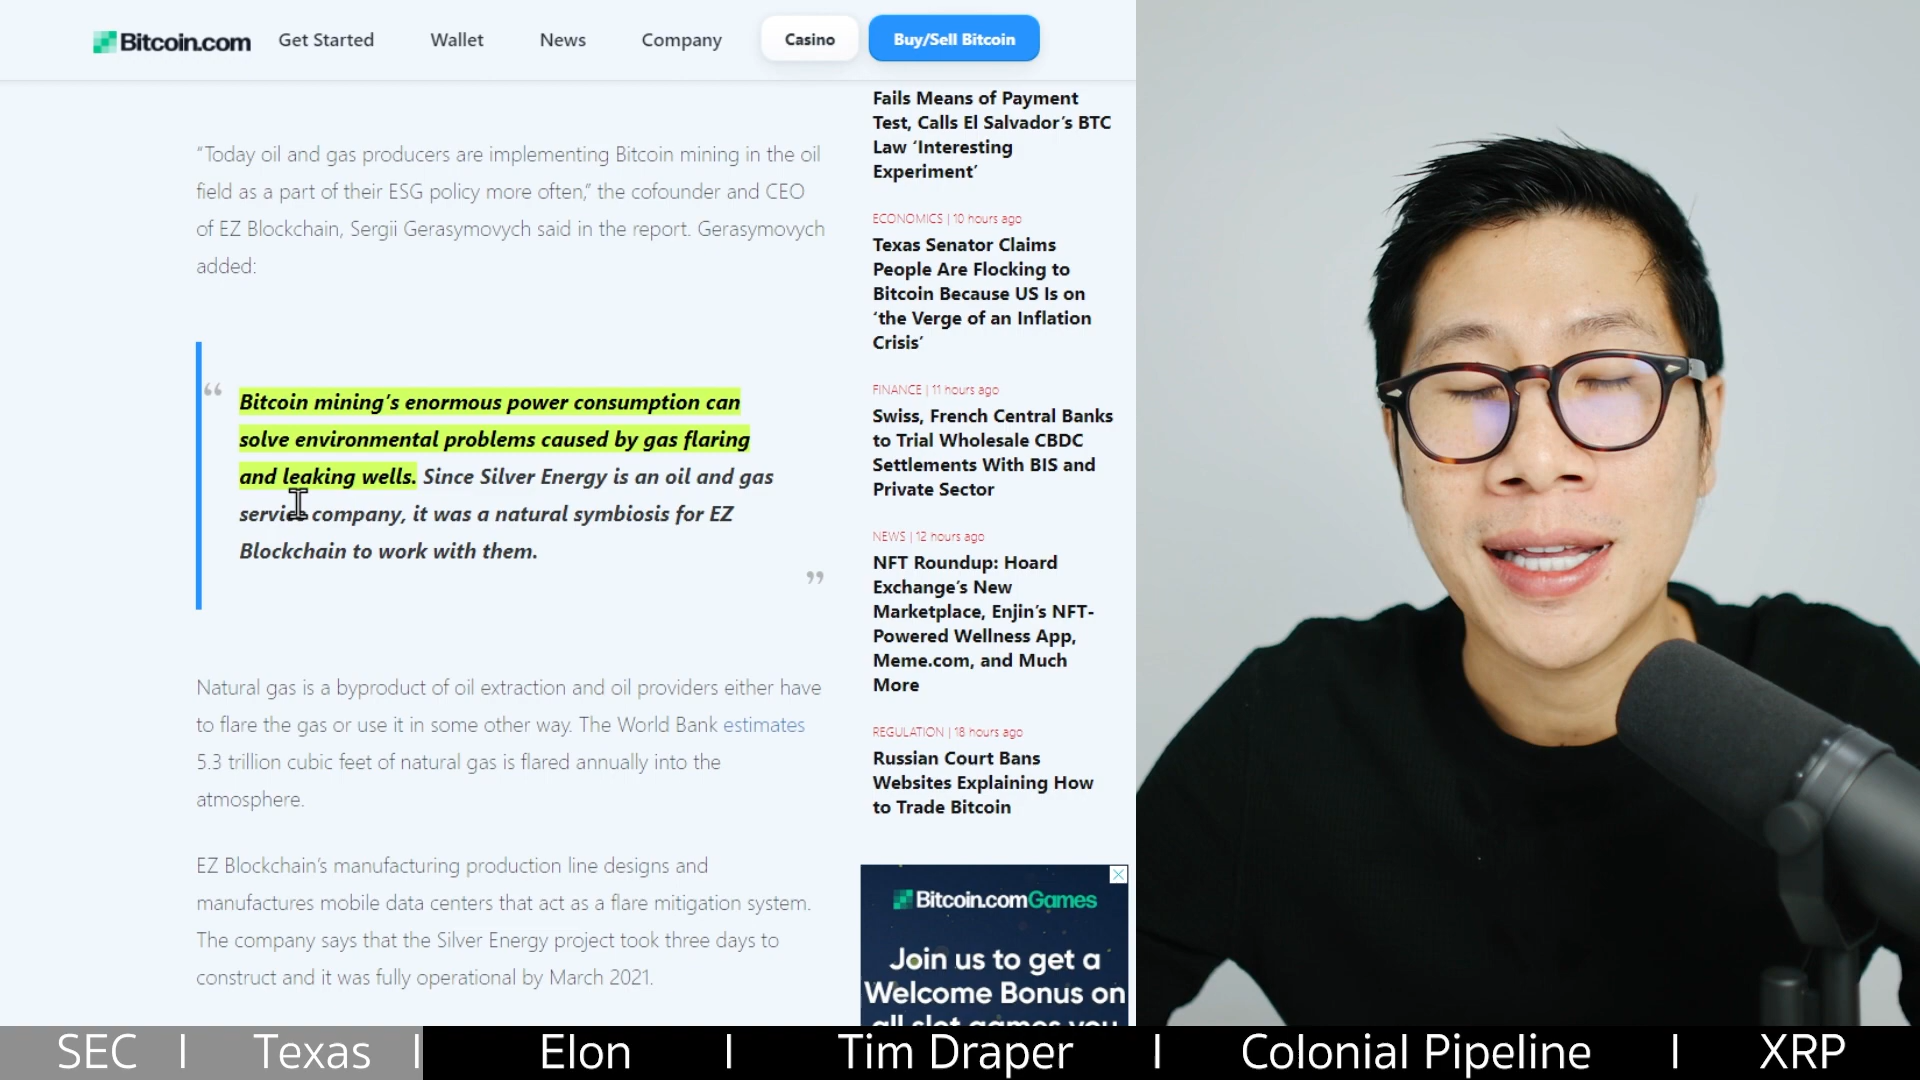 Bitcoin.com Get Started Wallet News Company Casino Buy/Sell Bitcoin
“Today oil and gas producers are implementing Bitcoin mining in the oil
field as a part of their ESG policy more often,” the cofounder and CEO
of EZ Blockchain, Sergii Gerasymovych said in the report. Gerasymovych
added:
“
Bitcoin mining’s enormous power consumption can
solve environmental problems caused by gas flaring
and leaking wells. Since Silver Energy is an oil and gas
service company, it was a natural symbiosis for EZ
Blockchain to work with them.
”
Natural gas is a byproduct of oil extraction and oil providers either have
to flare the gas or use it in some other way. The World Bank estimates
5.3 trillion cubic feet of natural gas is flared annually into the
atmosphere.
EZ Blockchain’s manufacturing production line designs and
manufactures mobile data centers that act as a flare mitigation system.
The company says that the Silver Energy project took three days to
construct and it was fully operational by March 2021.
Fails Means of Payment
Test, Calls El Salvador’s BTC
Law ‘Interesting
Experiment’
ECONOMICS | 10 hours ago
Texas Senator Claims
People Are Flocking to
Bitcoin Because US Is on
‘the Verge of an Inflation
Crisis’
FINANCE | 11 hours ago
Swiss, French Central Banks
to Trial Wholesale CBDC
Settlements With BIS and
Private Sector
NEWS | 12 hours ago
NFT Roundup: Hoard
Exchange’s New
Marketplace, Enjin’s NFT-
Powered Wellness App,
Meme.com, and Much
More
REGULATION | 18 hours ago
Russian Court Bans
Websites Explaining How
to Trade Bitcoin
Bitcoin.comGames
Join us to get a
Welcome Bonus on
all slot games you
SEC | Texas | Elon | Tim Draper | Colonial Pipeline | XRP